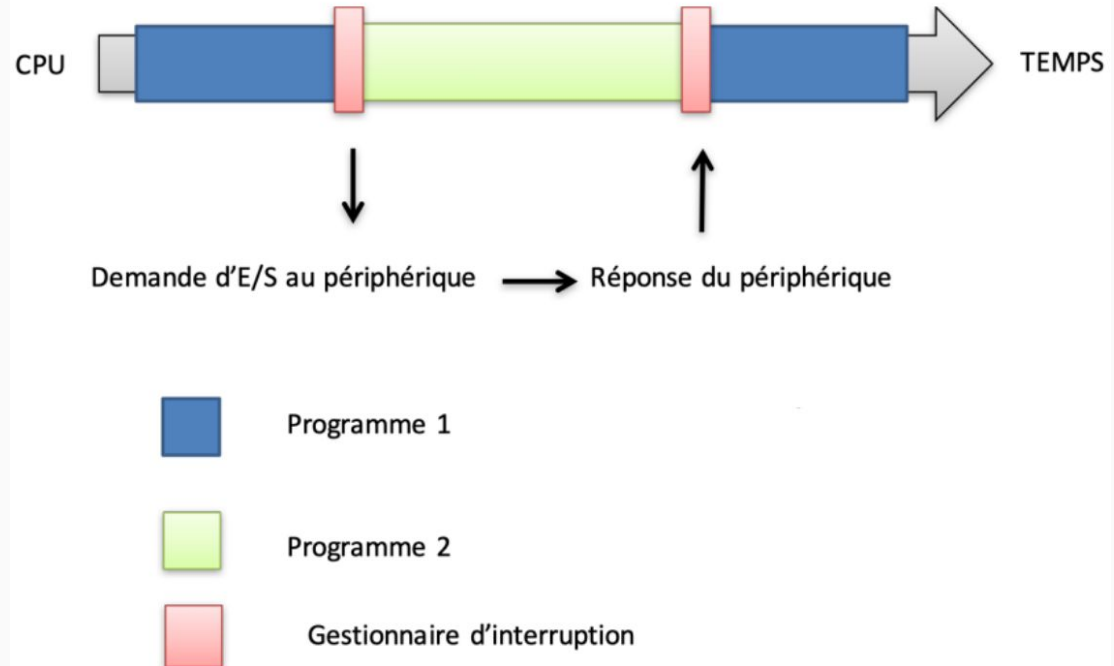 CPU
TEMPS
Demande d'E/S au périphérique
Réponse du périphérique
Programme 1
Programme 2
Gestionnaire d'interruption